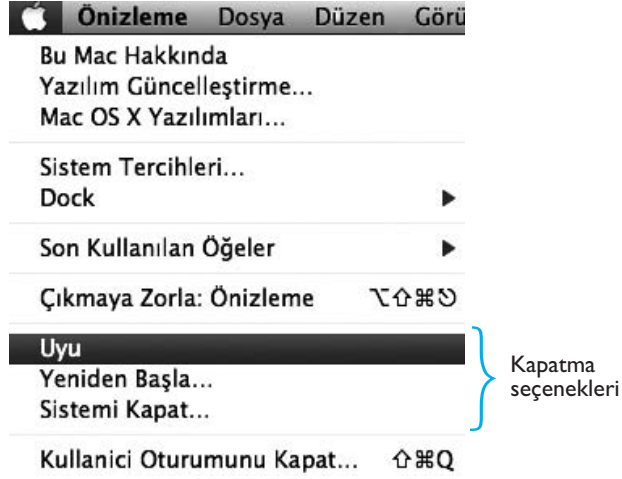 Önizleme Dosya Düzen Görü
Bu Mac Hakkında
Yazılım Güncelleştirme...
Mac OS X Yazılımları...
Sistem Tercihleri...
Dock ▶
Son Kullanılan Öğeler ▶
Çıkmaya Zorla: Önizleme ⌥⇧⌘⎋
Uyu
Yeniden Başla...
Sistemi Kapat...
Kapatma
seçenekleri
Kullanici Oturumunu Kapat... ⇧⌘Q